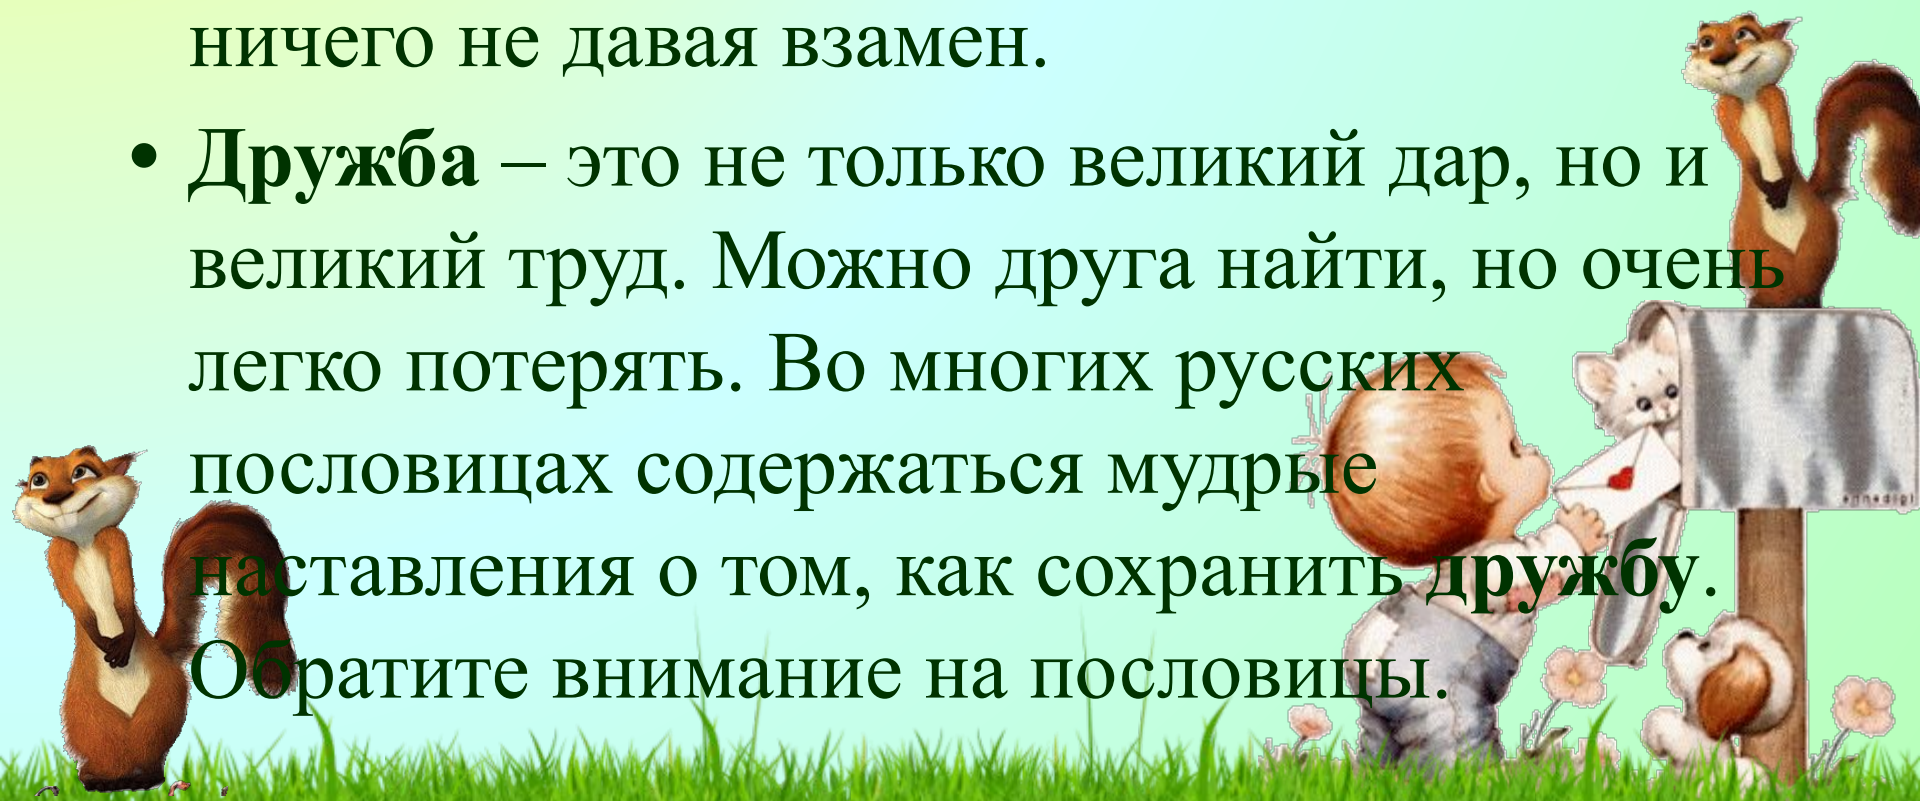 ничего не давая взамен.
• Дружба – это не только великий дар, но и
великий труд. Можно друга найти, но очень
легко потерять. Во многих русских
пословицах содержаться мудрые
наставления о том, как сохранить дружбу.
Обратите внимание на пословицы.